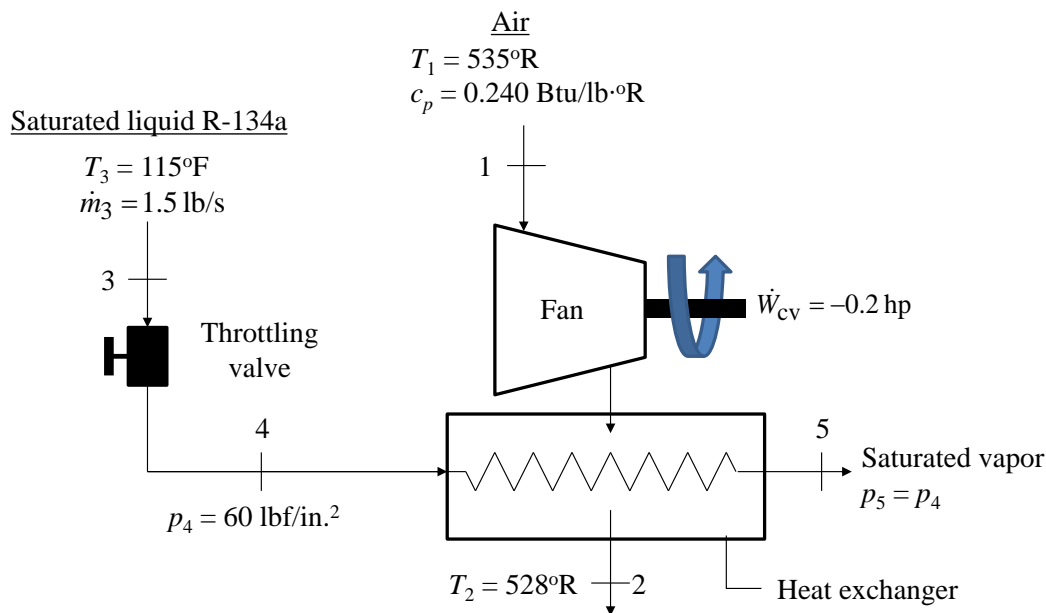 Air
T₁ = 535°R
cₚ = 0.240 Btu/lb·°R
Saturated liquid R-134a
T₃ = 115°F
ṁ₃ = 1.5 lb/s
1
3
Fan
Ẇcv = −0.2 hp
Throttling
valve
4
5
Saturated vapor
p₅ = p₄
p₄ = 60 lbf/in.²
T₂ = 528°R
2
Heat exchanger